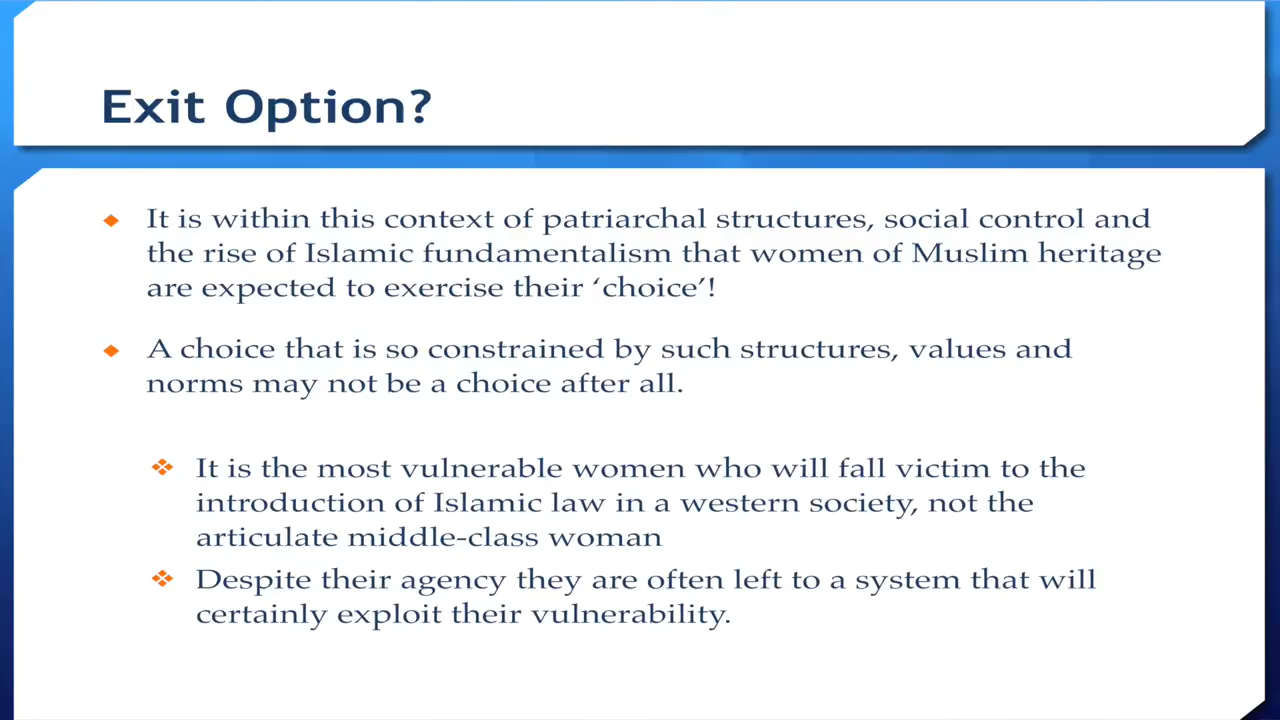 Exit Option?
It is within this context of patriarchal structures, social control and
the rise of Islamic fundamentalism that women of Muslim heritage
are expected to exercise their ‘choice’!
A choice that is so constrained by such structures, values and
norms may not be a choice after all.
It is the most vulnerable women who will fall victim to the
introduction of Islamic law in a western society, not the
articulate middle-class woman
Despite their agency they are often left to a system that will
certainly exploit their vulnerability.